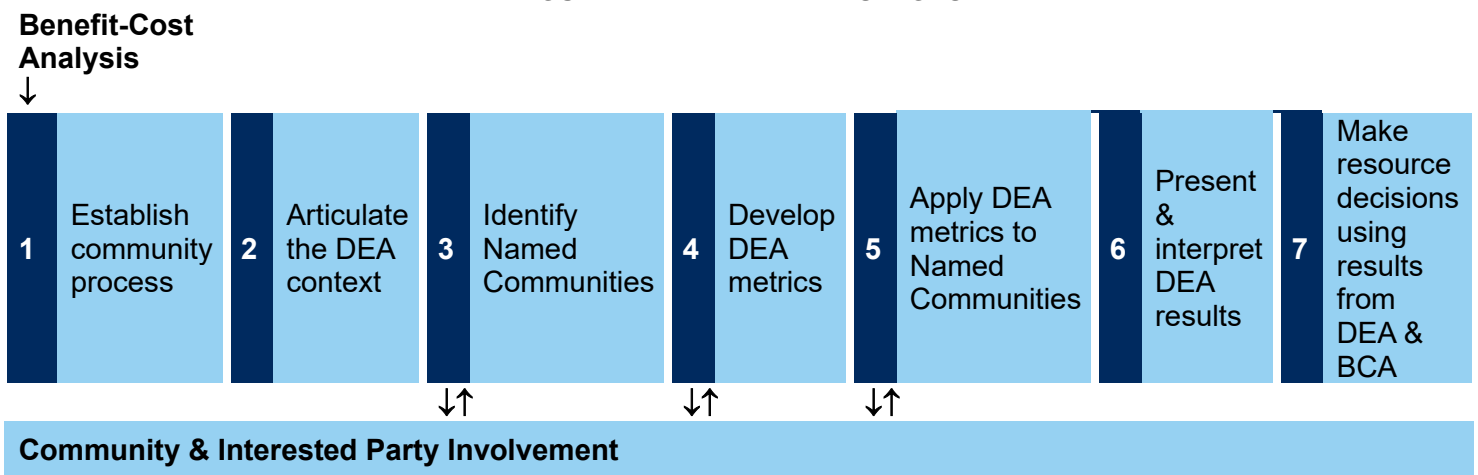 Benefit-Cost
Analysis
↓
1
Establish
community
process
2
Articulate
the DEA
context
3
Identify
Named
Communities
4
Develop
DEA
metrics
5
Apply DEA
metrics to
Named
Communities
6
Present
&
interpret
DEA
results
7
Make
resource
decisions
using
results
from
DEA &
BCA
↓↑
↓↑
↓↑
Community & Interested Party Involvement